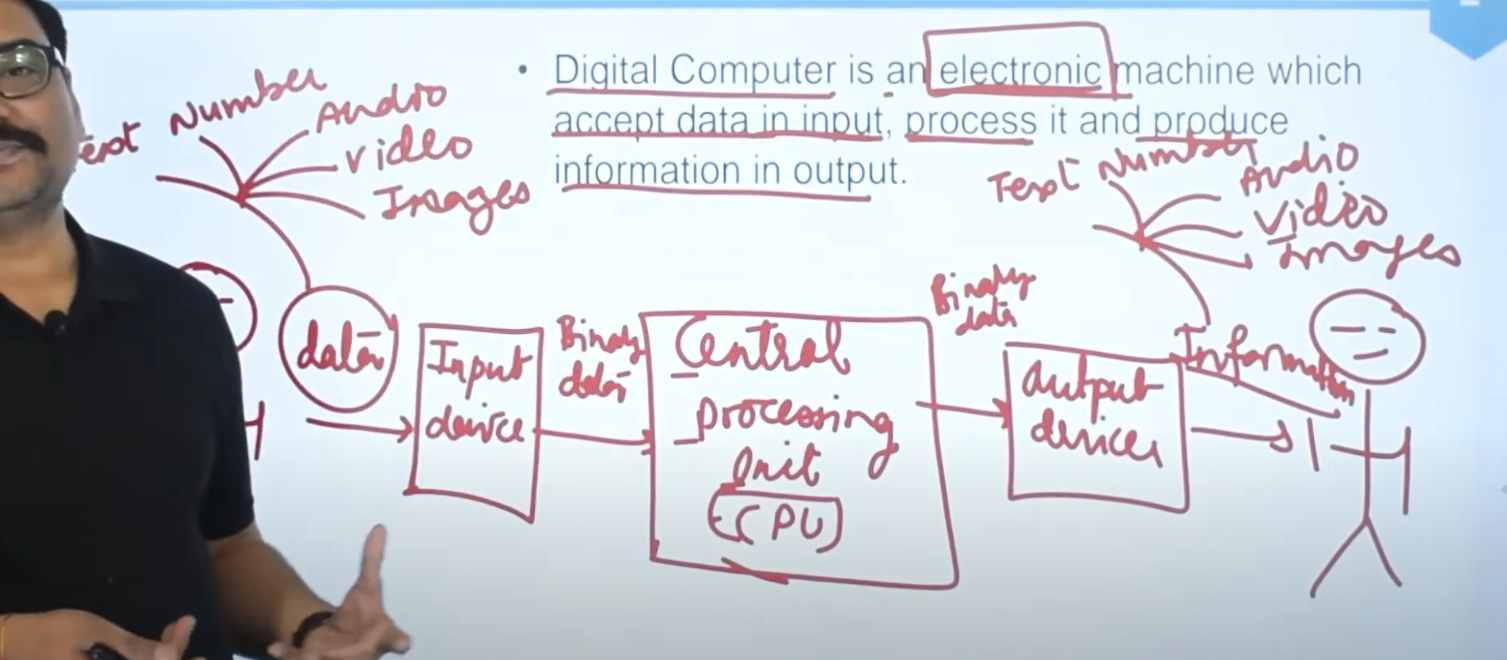 • Digital Computer is an electronic machine which
accept data in input, process it and produce
information in output.
Text Number
Audio
Video
Images
data
Input
device
Binary
data
Central
processing
Unit
(CPU)
Binary
data
output
devices
Information
Text Number
Audio
Video
Images